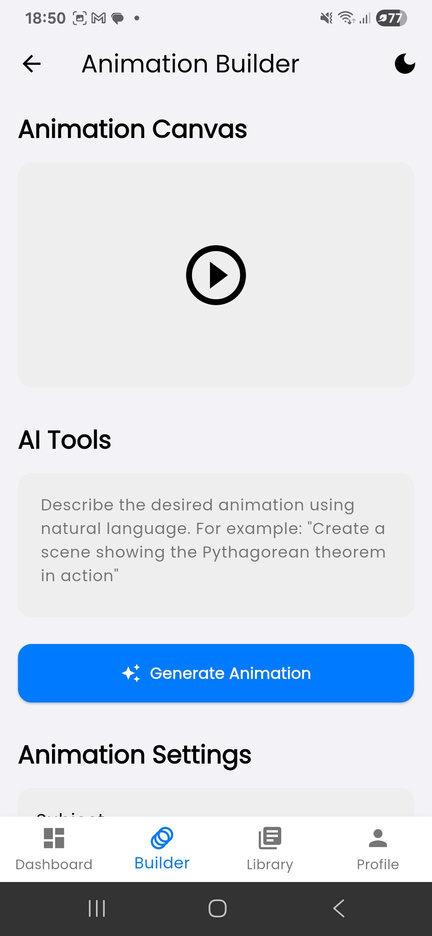 18:50
77
Animation Builder
Animation Canvas
AI Tools
Describe the desired animation using
natural language. For example: "Create a
scene showing the Pythagorean theorem
in action"
Generate Animation
Animation Settings
Subject
Dashboard
Builder
Library
Profile